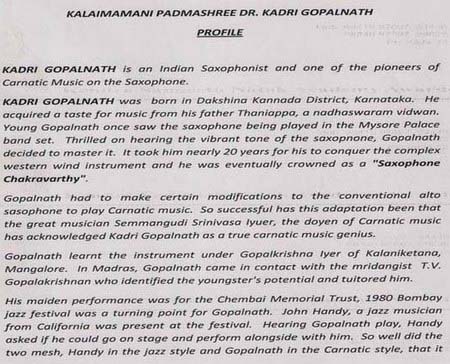 KALAIMAMANI PADMASHREE DR. KADRI GOPALNATH
PROFILE
KADRI GOPALNATH is an Indian Saxophonist and one of the pioneers of
Carnatic Music on the Saxophone.
KADRI GOPALNATH was born in Dakshina Kannada District, Karnataka. He
acquired a taste for music from his father Thaniappa, a nadhaswaram vidwan.
Young Gopalnath once saw the saxophone being played in the Mysore Palace
band set. Thrilled on hearing the vibrant tone of the saxopnone, Gopalnath
decided to master it. It took him nearly 20 years for his to conquer the complex
western wind instrument and he was eventually crowned as a "Saxophone
Chakravarthy".
Gopalnath had to make certain modifications to the conventional alto
sasophone to play Carnatic music. So successful has this adaptation been that
the great musician Semmangudi Srinivasa Iyuer, the doyen of Carnatic music
has acknowledged Kadri Gopalnath as a true carnatic music genius.
Gopalnath learnt the instrument under Gopalkrishna Iyer of Kalaniketana,
Mangalore. In Madras, Gopalnath came in contact with the mridangist T.V.
Gopalakrishnan who identified the youngster's potential and tuitored him.
His maiden performance was for the Chembai Memorial Trust, 1980 Bombay
jazz festival was a turning point for Gopalnath. John Handy, a jazz musician
from California was present at the festival. Hearing Gopalnath play, Handy
asked if he could go on stage and perform alongwith him. So well did the
two mesh, Handy in the jazz style and Gopalnath in the Carnatic style, that it